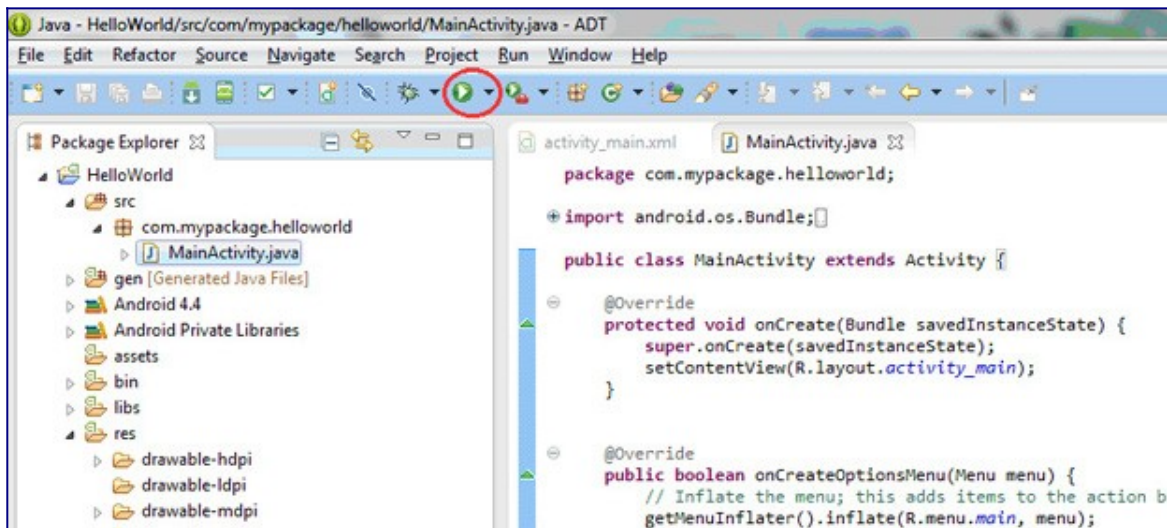 Java - HelloWorld/src/com/mypackage/helloworld/MainActivity.java - ADT
File Edit Refactor Source Navigate Search Project Run Window Help
Package Explorer
HelloWorld
src
com.mypackage.helloworld
MainActivity.java
gen [Generated Java Files]
Android 4.4
Android Private Libraries
assets
bin
libs
res
drawable-hdpi
drawable-ldpi
drawable-mdpi
activity_main.xml MainActivity.java
package com.mypackage.helloworld;
import android.os.Bundle;
public class MainActivity extends Activity {
@Override
protected void onCreate(Bundle savedInstanceState) {
super.onCreate(savedInstanceState);
setContentView(R.layout.activity_main);
}
@Override
public boolean onCreateOptionsMenu(Menu menu) {
// Inflate the menu; this adds items to the action b
getMenuInflater().inflate(R.menu.main, menu);